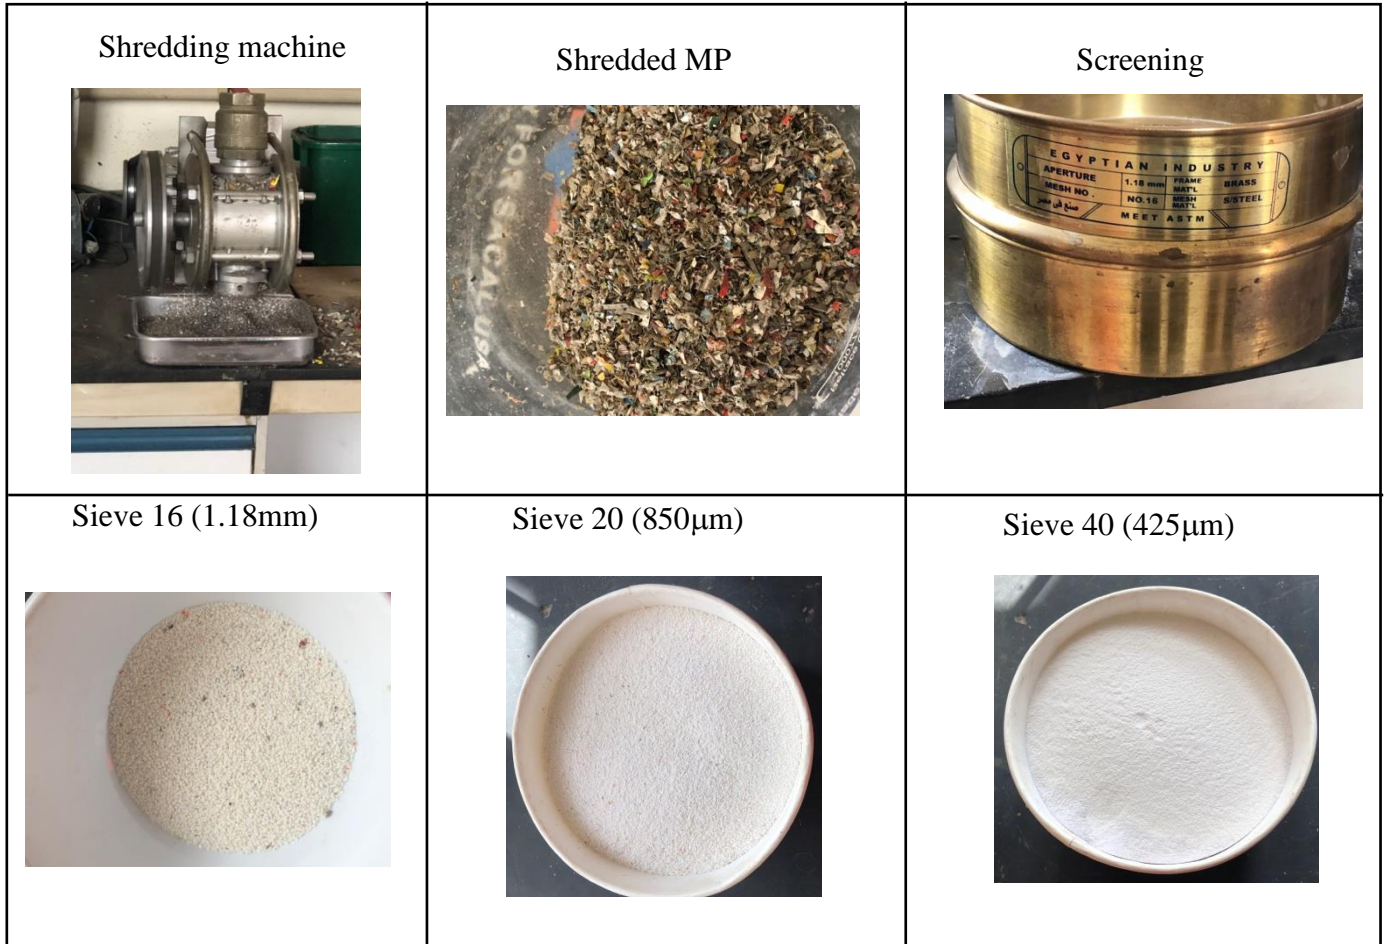 Shredding machine
Shredded MP
Screening
EGYPTIAN INDUSTRY
APERTURE 1.18 mm FRAME MAT'L BRASS
MESH NO. NO.16 MESH MAT'L S/STEEL
صنع في مصر
MEET ASTM
Sieve 16 (1.18mm)
Sieve 20 (850μm)
Sieve 40 (425μm)